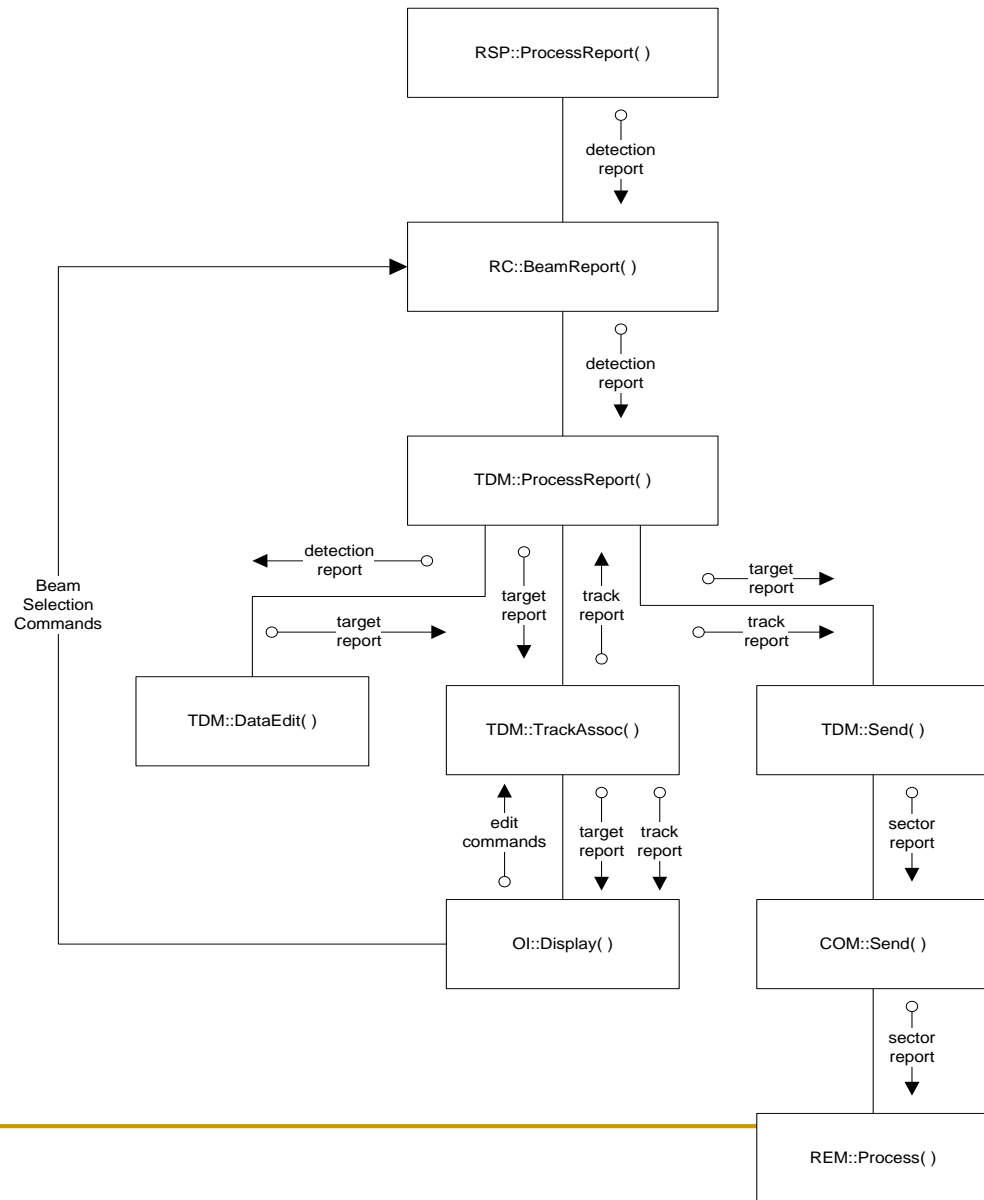 RSP::ProcessReport( )
detection
report
RC::BeamReport( )
detection
report
TDM::ProcessReport( )
detection
report
target
report
track
report
target
report
Beam
Selection
Commands
target
report
track
report
TDM::DataEdit( )
TDM::TrackAssoc( )
TDM::Send( )
edit
commands
target
report
track
report
sector
report
OI::Display( )
COM::Send( )
sector
report
REM::Process( )